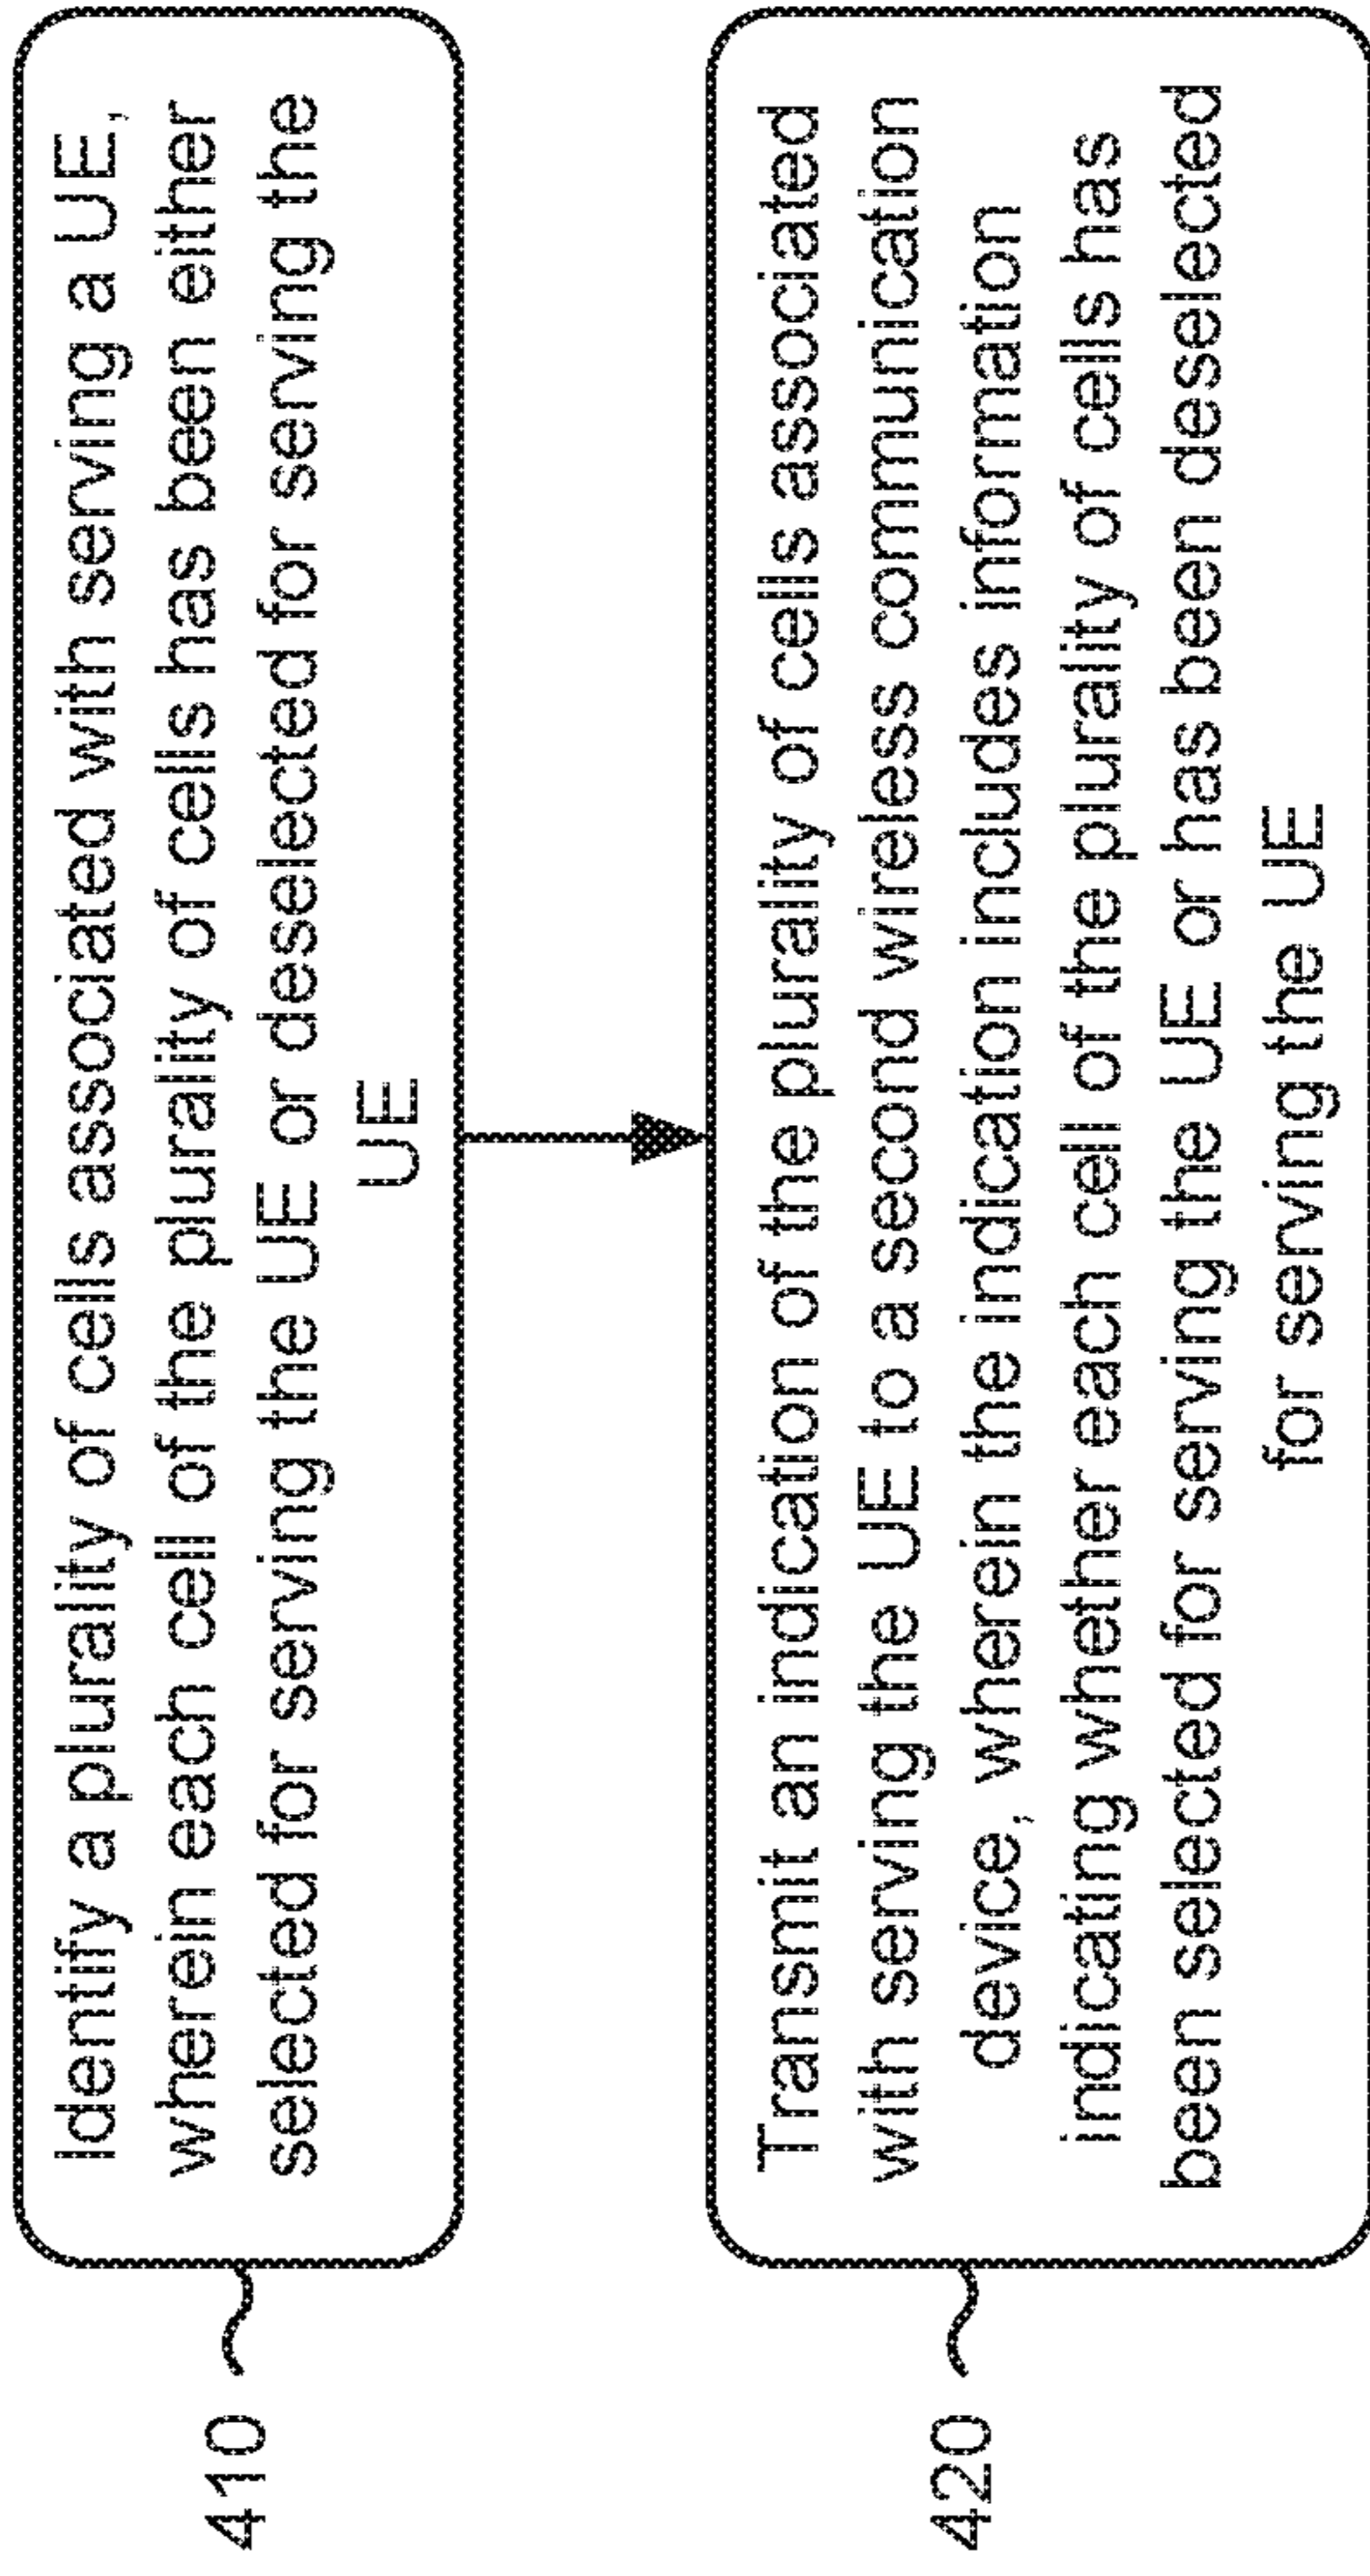 410
Identify a plurality of cells associated with serving a UE,
wherein each cell of the plurality of cells has been either
selected for serving the UE or deselected for serving the
UE
420
Transmit an indication of the plurality of cells associated
with serving the UE to a second wireless communication
device, wherein the indication includes information
indicating whether each cell of the plurality of cells has
been selected for serving the UE or has been deselected
for serving the UE